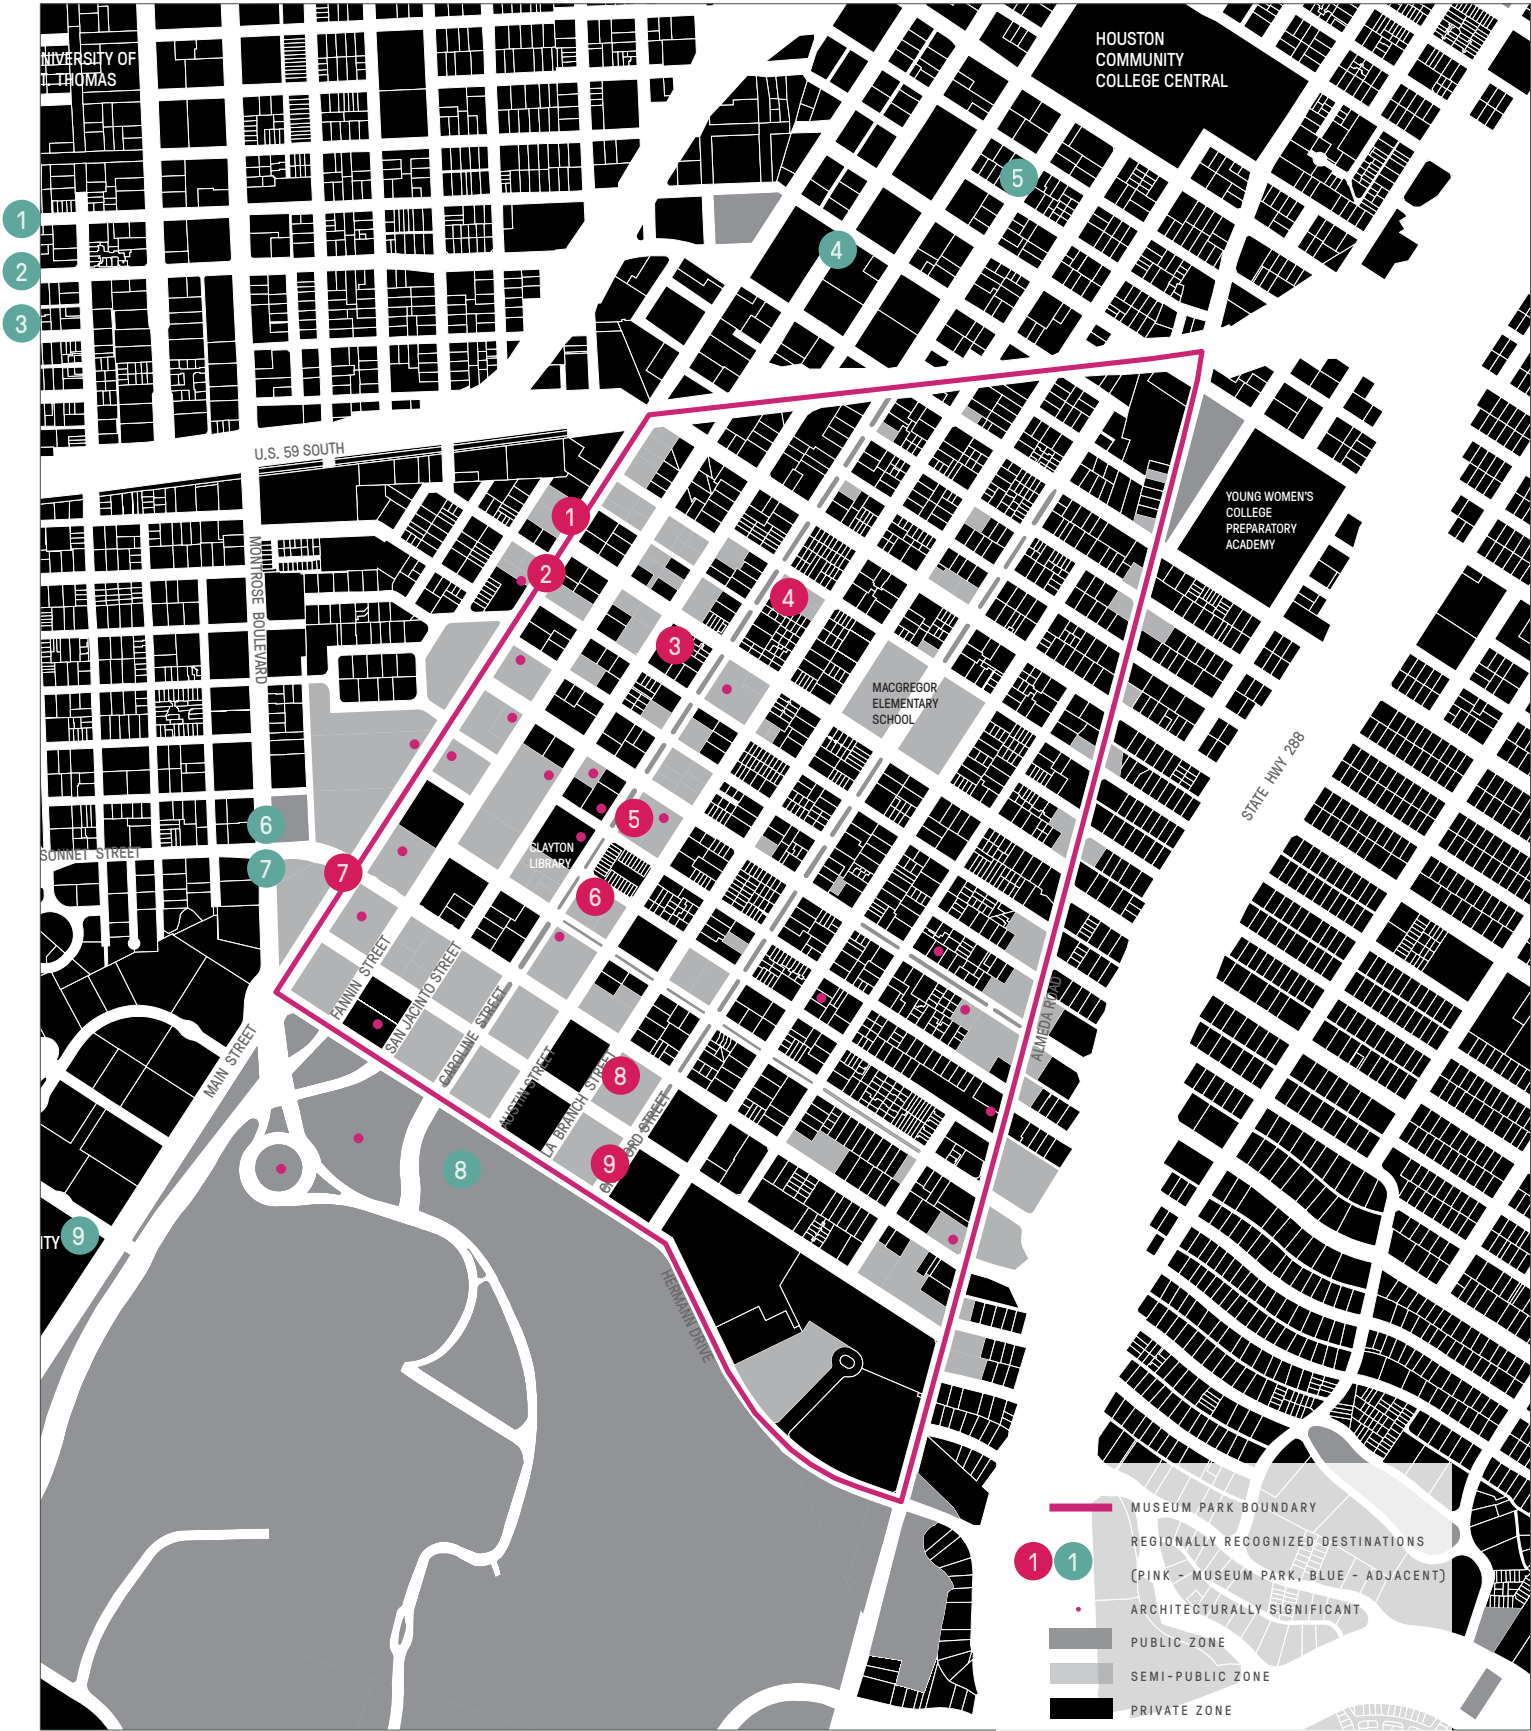 HOUSTON
COMMUNITY
COLLEGE CENTRAL
NIVERSITY OF
T. THOMAS
5
1
4
2
3
U.S. 59 SOUTH
YOUNG WOMEN'S
COLLEGE
PREPARATORY
ACADEMY
1
MONTROSE BOULEVARD
2
4
3
MACGREGOR
ELEMENTARY
SCHOOL
STATE HWY 288
6
5
SONNET STREET
CLAYTON
LIBRARY
7
7
6
FANNIN STREET
SAN JACINTO STREET
CAROLINE STREET
MAIN STREET
ALMEDA ROAD
AUSTIN STREET
LA BRANCH STREET
8
ORD STREET
8
9
ITY
9
HERMANN DRIVE
MUSEUM PARK BOUNDARY
REGIONALLY RECOGNIZED DESTINATIONS
1 1
(PINK - MUSEUM PARK, BLUE - ADJACENT)
ARCHITECTURALLY SIGNIFICANT
PUBLIC ZONE
SEMI-PUBLIC ZONE
PRIVATE ZONE